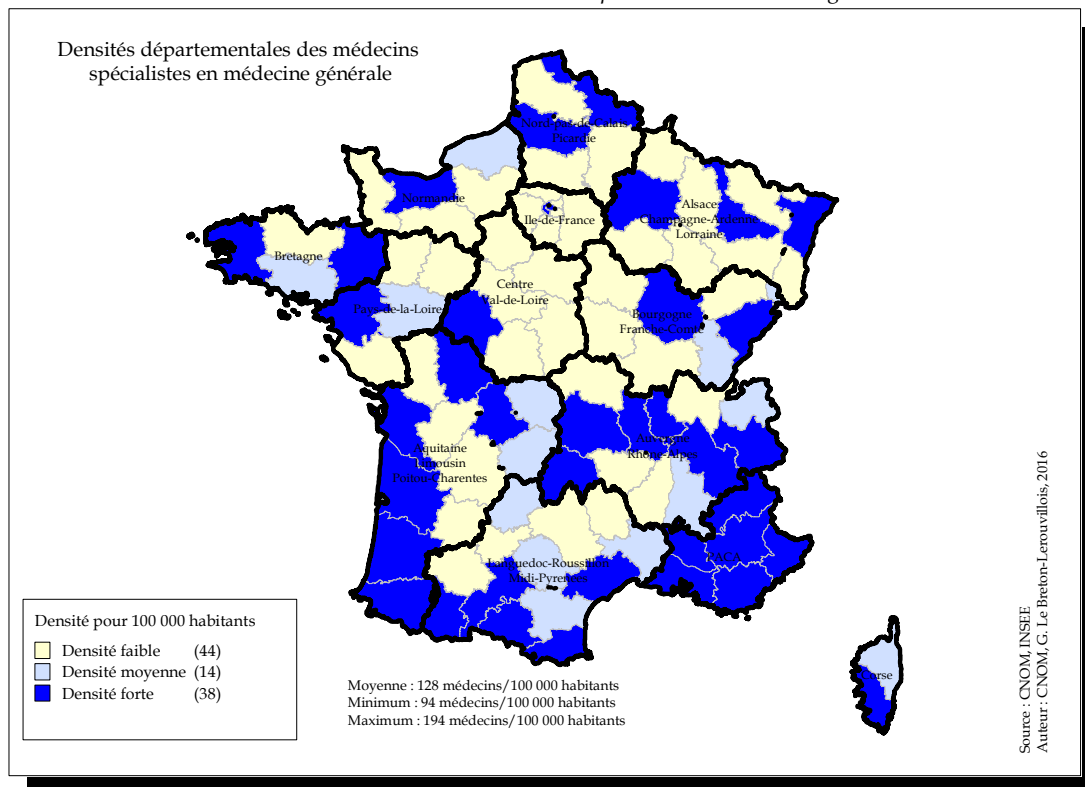 Densités départementales des médecins
spécialistes en médecine générale
Nord-pas-de-Calais
Picardie
Normandie
Ile-de-France
Alsace
Champagne-Ardenne
Lorraine
Bretagne
Centre
Val-de-Loire
Pays-de-la-Loire
Bourgogne
Franche-Comté
Aquitaine
Limousin
Poitou-Charentes
Auvergne
Rhône-Alpes
PACA
Languedoc-Roussillon
Midi-Pyrénées
Corse
Densité pour 100 000 habitants
Densité faible (44)
Densité moyenne (14)
Densité forte (38)
Moyenne : 128 médecins/100 000 habitants
Minimum : 94 médecins/100 000 habitants
Maximum : 194 médecins/100 000 habitants
Source : CNOM, INSEE
Auteur : CNOM, G. Le Breton-Lerouvillois, 2016